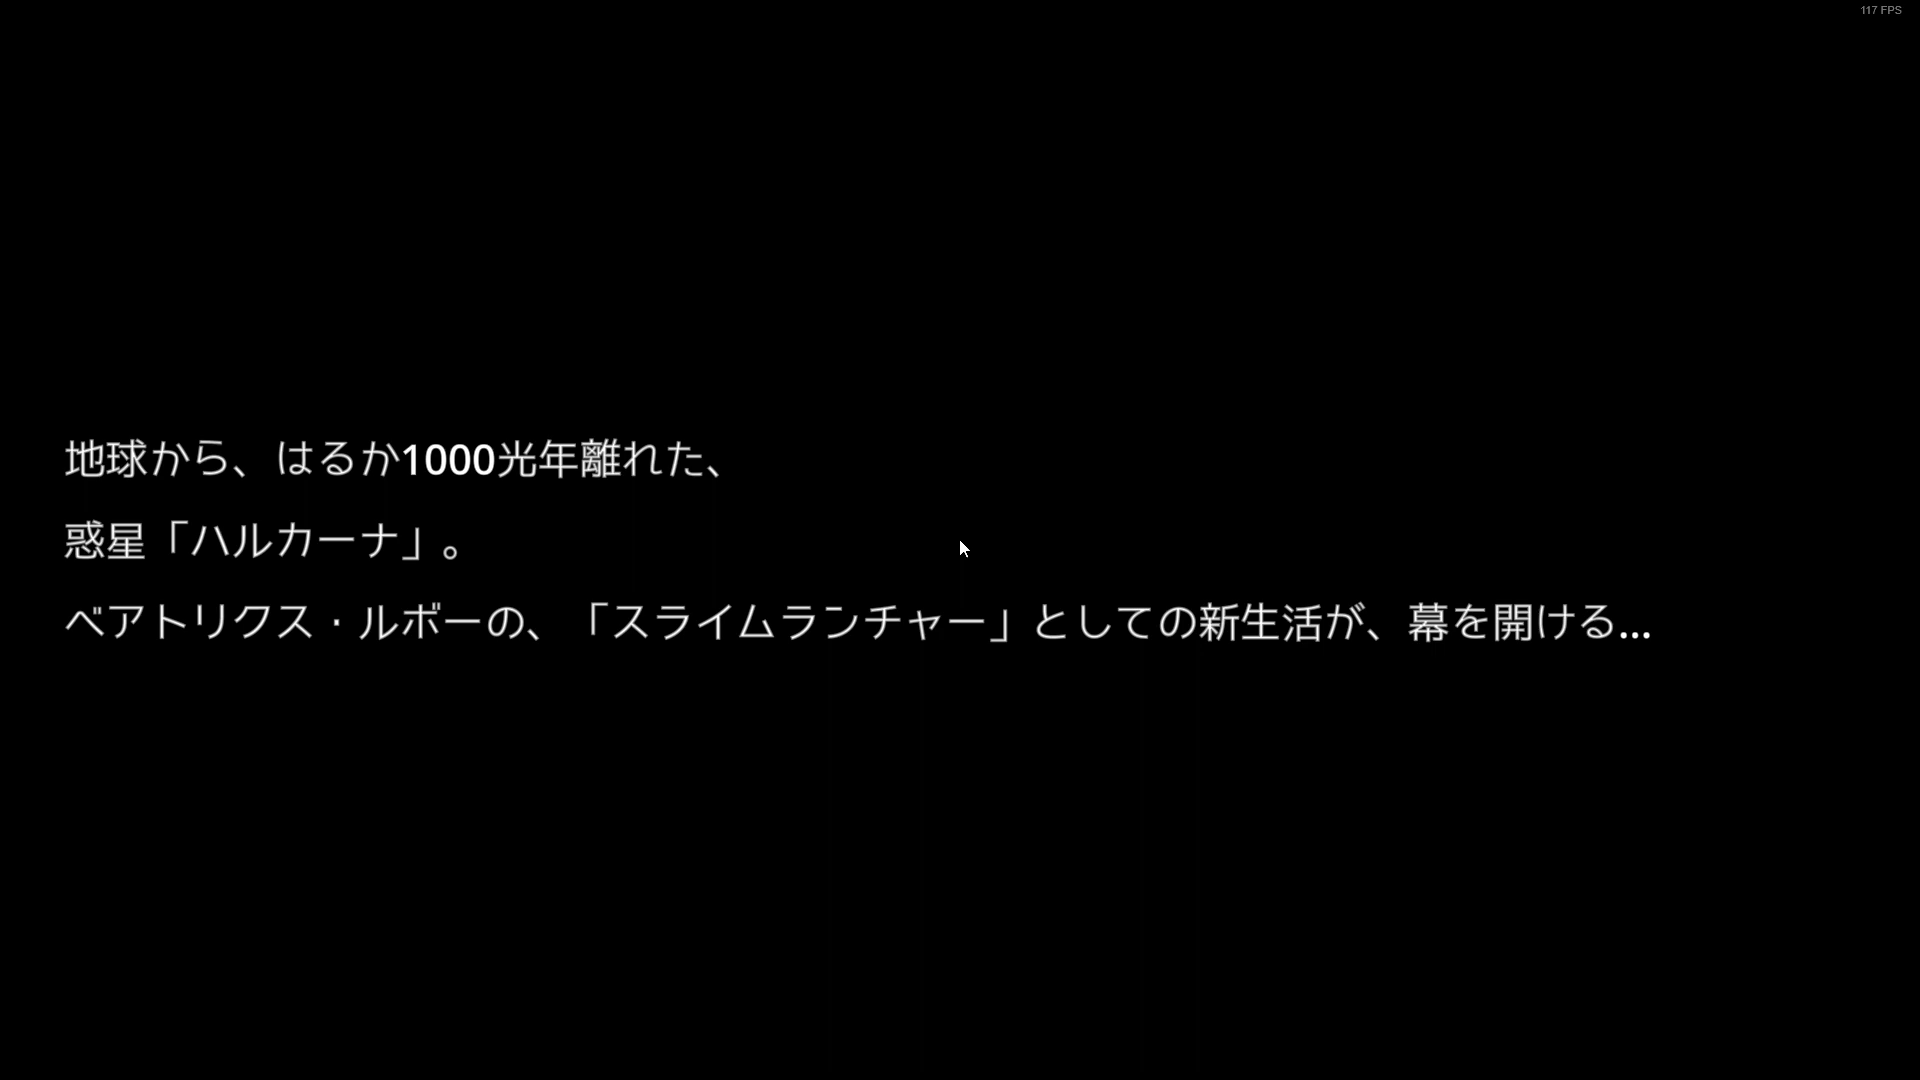 117 FPS
地球から、はるか1000光年離れた、
惑星「ハルカーナ」。
ベアトリクス・ルボーの、「スライムランチャー」としての新生活が、幕を開ける...